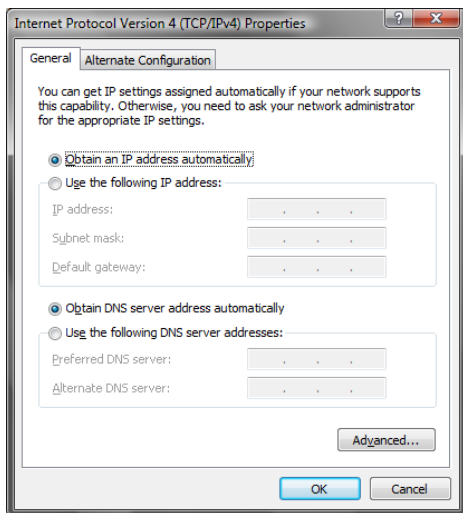 Internet Protocol Version 4 (TCP/IPv4) Properties
General
Alternate Configuration
You can get IP settings assigned automatically if your network supports
this capability. Otherwise, you need to ask your network administrator
for the appropriate IP settings.
Obtain an IP address automatically
Use the following IP address:
IP address:
Subnet mask:
Default gateway:
Obtain DNS server address automatically
Use the following DNS server addresses:
Preferred DNS server:
Alternate DNS server:
Advanced...
OK
Cancel